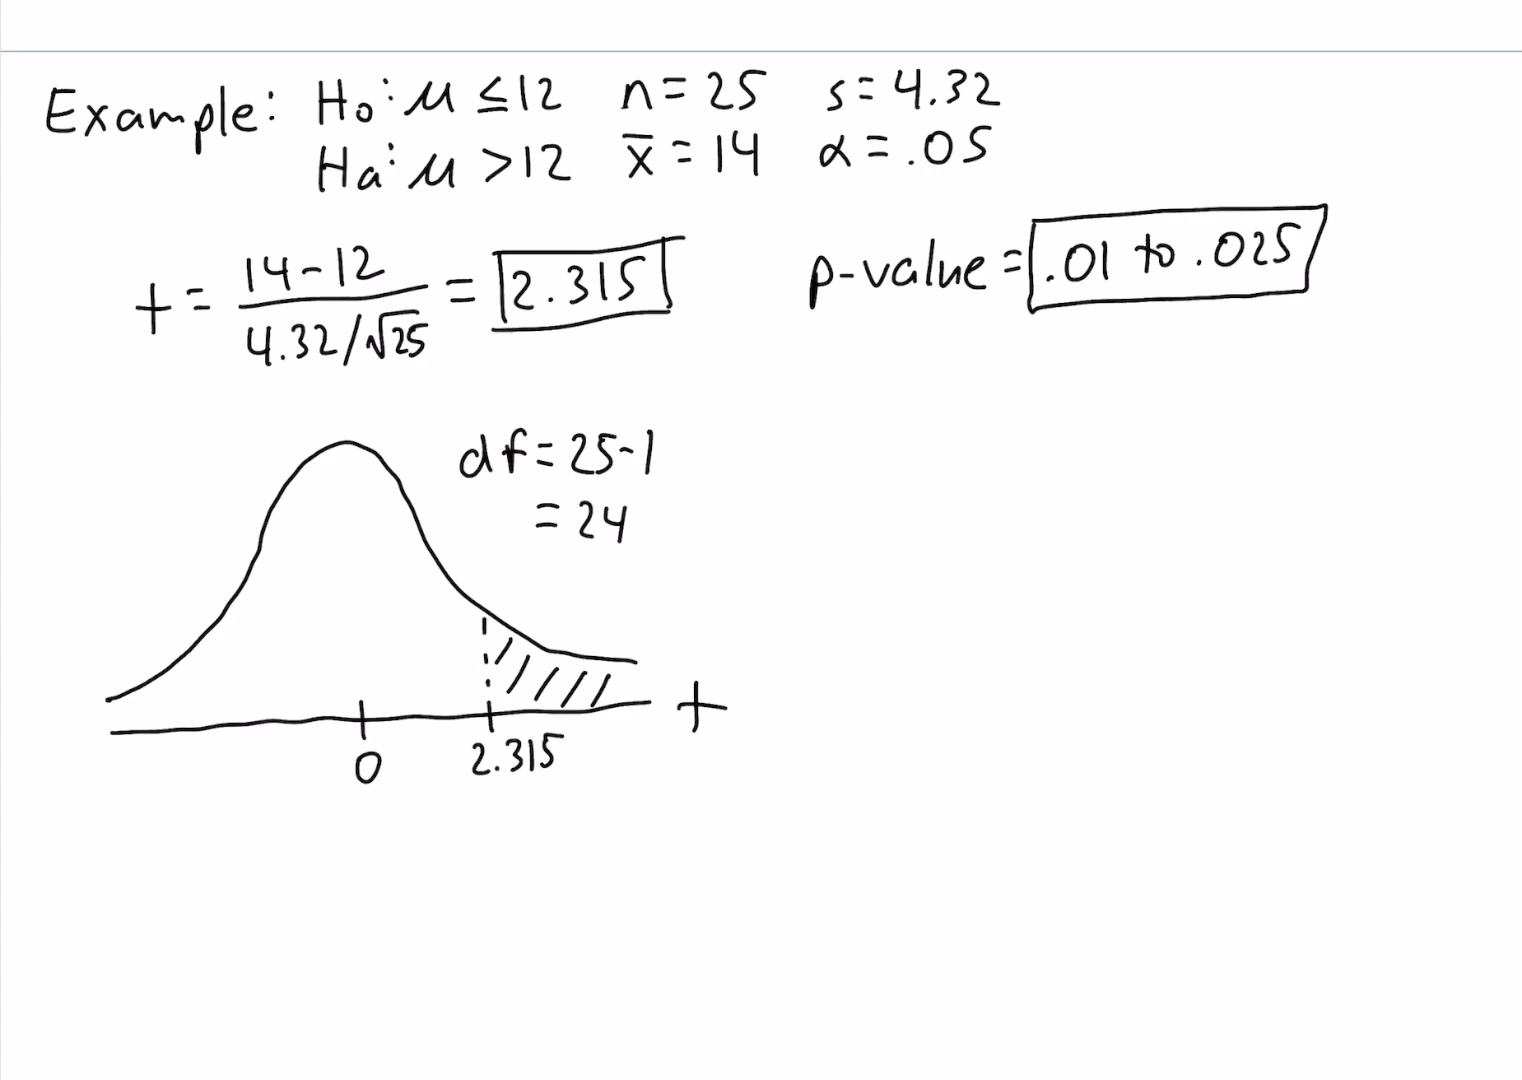 Example: H₀: μ ≤ 12 n = 25 s = 4.32
Ha: μ > 12 x̄ = 14 α = .05
t = 14 - 12 / 4.32/√25 = 2.315 p-value = .01 to .025
df = 25 - 1
= 24
0 2.315 t